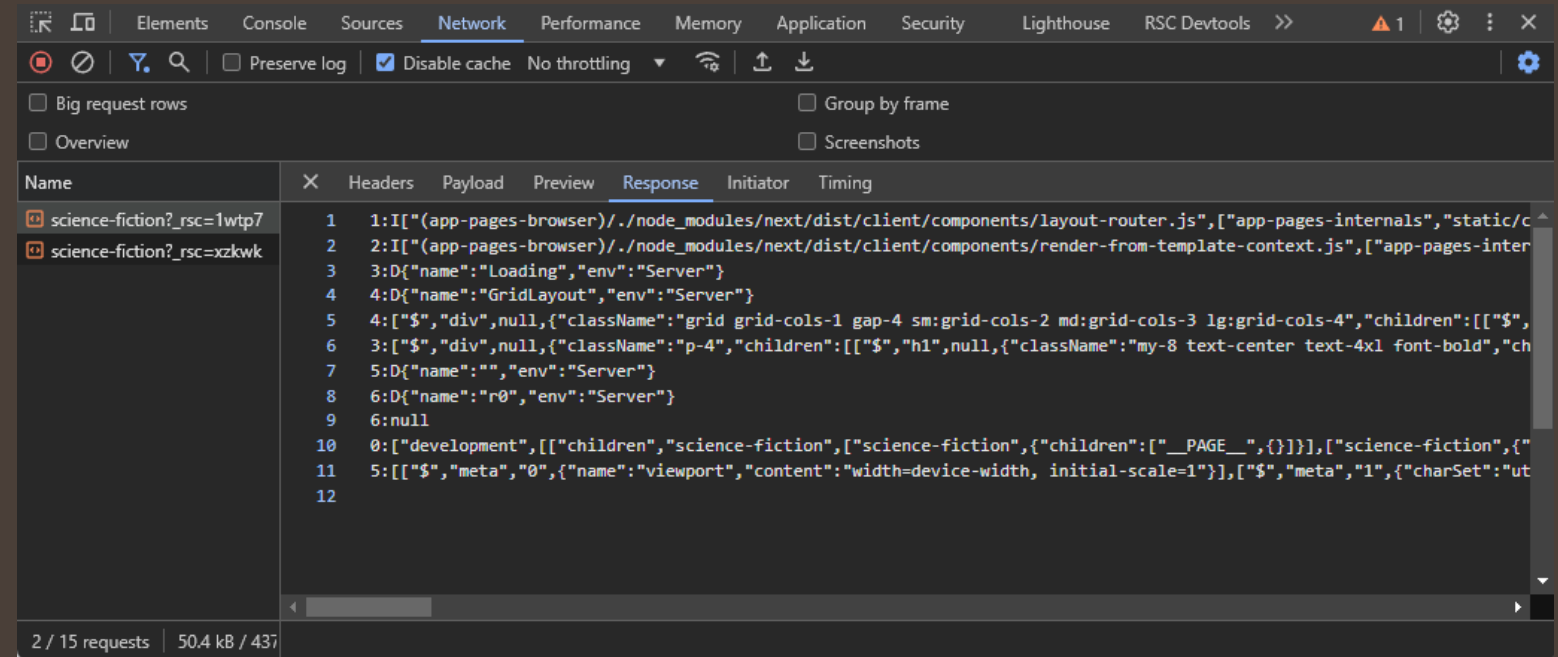 Elements Console Sources Network Performance Memory Application Security Lighthouse RSC Devtools 1
Preserve log Disable cache No throttling
Big request rows Group by frame
Overview Screenshots
Name Headers Payload Preview Response Initiator Timing
science-fiction?_rsc=1wtp7
science-fiction?_rsc=xzkwk
1 1:I["(app-pages-browser)/./node_modules/next/dist/client/components/layout-router.js",["app-pages-internals","static/c
2 2:I["(app-pages-browser)/./node_modules/next/dist/client/components/render-from-template-context.js",["app-pages-inter
3 3:D{"name":"Loading","env":"Server"}
4 4:D{"name":"GridLayout","env":"Server"}
5 4:["$","div",null,{"className":"grid grid-cols-1 gap-4 sm:grid-cols-2 md:grid-cols-3 lg:grid-cols-4","children":[["$",
6 3:["$","div",null,{"className":"p-4","children":[["$","h1",null,{"className":"my-8 text-center text-4xl font-bold","ch
7 5:D{"name":"","env":"Server"}
8 6:D{"name":"r0","env":"Server"}
9 6:null
10 0:["development",[["children","science-fiction",["science-fiction",{"children":["__PAGE__",{}]}],["science-fiction",{"
11 5:[["$","meta","0",{"name":"viewport","content":"width=device-width, initial-scale=1"}],["$","meta","1",{"charSet":"ut
12
2 / 15 requests 50.4 kB / 437